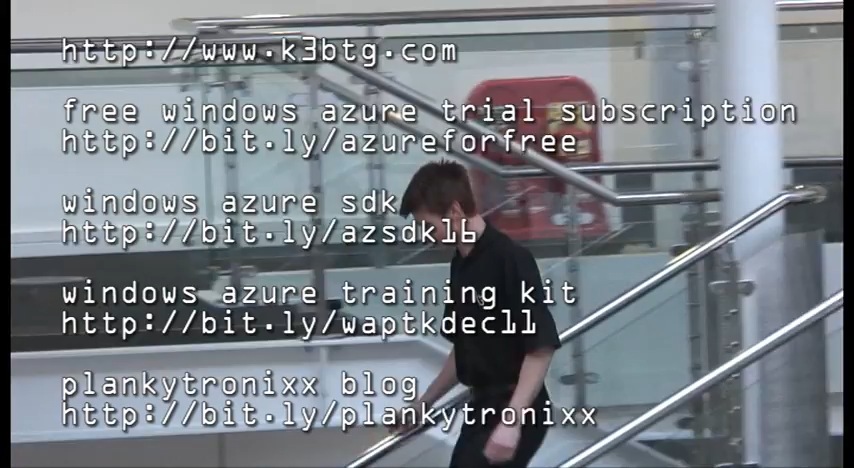 http://www.k3btg.com
free windows azure trial subscription
http://bit.ly/azureforfree
windows azure sdk
http://bit.ly/azsdk16
windows azure training kit
http://bit.ly/waptkdec11
plankytronixx blog
http://bit.ly/plankytronixx